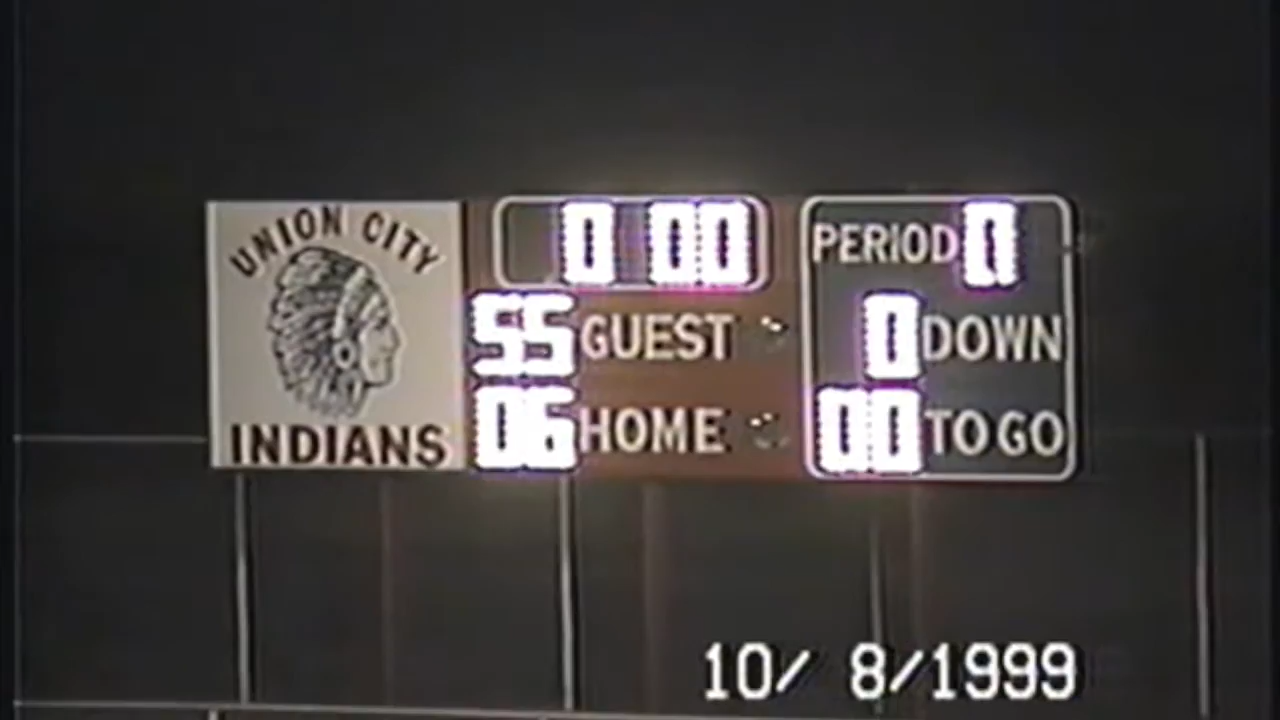 UNION CITY
INDIANS
0 00
55 GUEST
06 HOME
PERIOD 0
0 DOWN
00 TO GO
10/ 8/1999